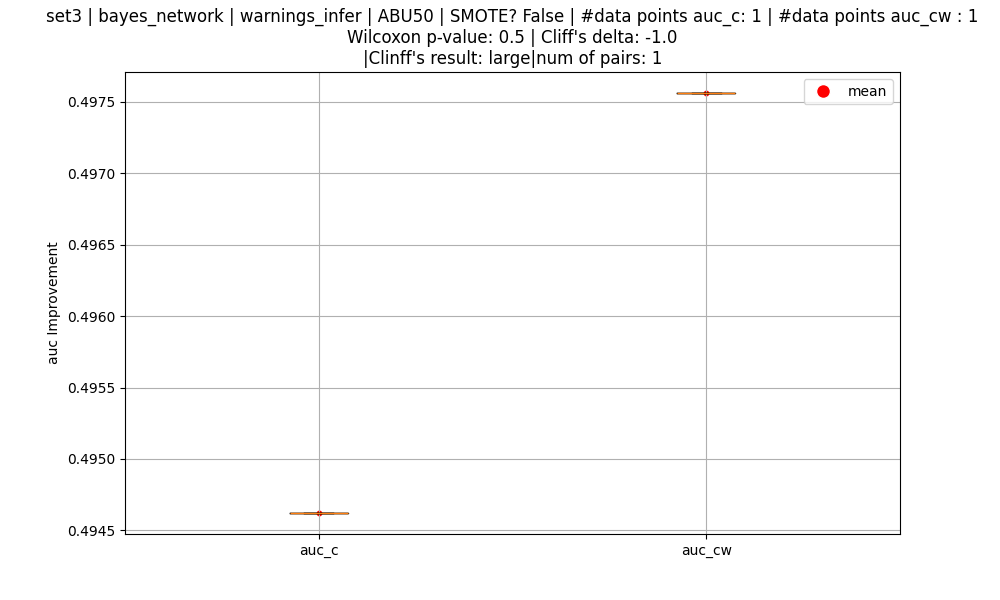 set3 | bayes_network | warnings_infer | ABU50 | SMOTE? False | #data points auc_c: 1 | #data points auc_cw : 1
Wilcoxon p-value: 0.5 | Cliff's delta: -1.0
|Clinff's result: large|num of pairs: 1
mean
0.4975
0.4970
0.4965
0.4960
0.4955
0.4950
0.4945
auc Improvement
auc_c
auc_cw